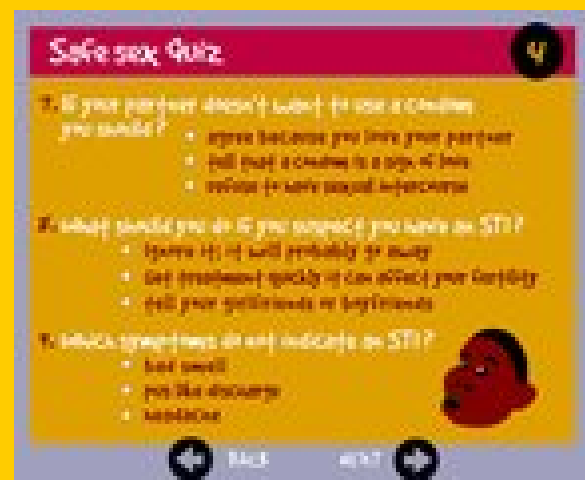 Safe sex Quiz
4
7. If your partner doesn't want to use a condom
you should?
• agree because you love your partner
• tell that a condom is a sign of love
• refuse to have sexual intercourse
8. What should you do if you suspect you have an STI?
• Ignore it; it will probably go away
• Get treatment quickly it can affect your fertility
• tell your girlfriends or boyfriends
9. Which symptoms do not indicate an STI?
• bad smell
• pus like discharge
• headache
BACK
NEXT